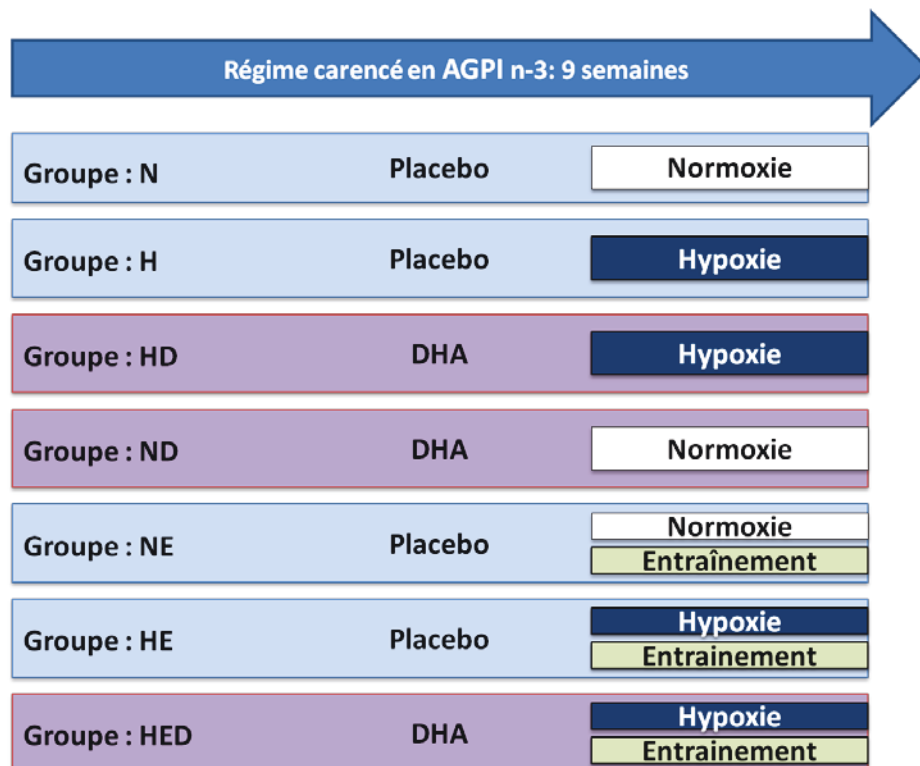 Régime carencé en AGPI n-3: 9 semaines
Groupe : N Placebo Normoxie
Groupe : H Placebo Hypoxie
Groupe : HD DHA Hypoxie
Groupe : ND DHA Normoxie
Groupe : NE Placebo Normoxie
Entraînement
Groupe : HE Placebo Hypoxie
Entrainement
Groupe : HED DHA Hypoxie
Entrainement